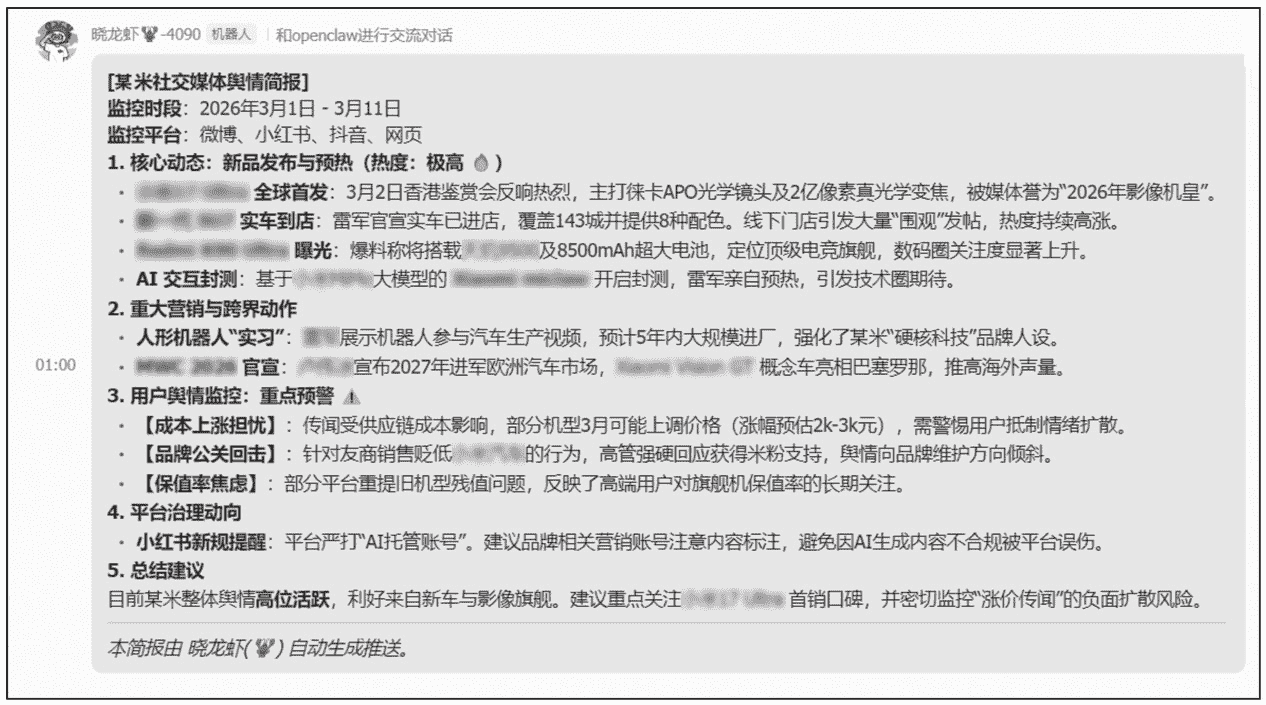 晓龙虾🦞-4090 机器人 | 和openclaw进行交流对话
[某米社交媒体舆情简报]
监控时段：2026年3月1日 - 3月11日
监控平台：微博、小红书、抖音、网页
1. 核心动态：新品发布与预热（热度：极高 🔥）
· 全球首发：3月2日香港鉴赏会反响热烈，主打徕卡APO光学镜头及2亿像素真光学变焦，被媒体誉为“2026年影像机皇”。
· 实车到店：雷军官宣实车已进店，覆盖143城并提供8种配色。线下门店引发大量“围观”发帖，热度持续高涨。
· 曝光：爆料称将搭载及8500mAh超大电池，定位顶级电竞旗舰，数码圈关注度显著上升。
· AI 交互封测：基于大模型的 开启封测，雷军亲自预热，引发技术圈期待。
2. 重大营销与跨界动作
· 人形机器人“实习”：展示机器人参与汽车生产视频，预计5年内大规模进厂，强化了某米“硬核科技”品牌人设。
01:00
· 官宣：宣布2027年进军欧洲汽车市场， 概念车亮相巴塞罗那，推高海外声量。
3. 用户舆情监控：重点预警 ⚠
· 【成本上涨担忧】：传闻受供应链成本影响，部分机型3月可能上调价格（涨幅预估2k-3k元），需警惕用户抵制情绪扩散。
· 【品牌公关回击】：针对友商销售贬低的行为，高管强硬回应获得米粉支持，舆情向品牌维护方向倾斜。
· 【保值率焦虑】：部分平台重提旧机型残值问题，反映了高端用户对旗舰机保值率的长期关注。
4. 平台治理动向
· 小红书新规提醒：平台严打“AI托管账号”。建议品牌相关营销账号注意内容标注，避免因AI生成内容不合规被平台误伤。
5. 总结建议
目前某米整体舆情高位活跃，利好来自新车与影像旗舰。建议重点关注 首销口碑，并密切监控“涨价传闻”的负面扩散风险。
本简报由 晓龙虾(🦞) 自动生成推送。